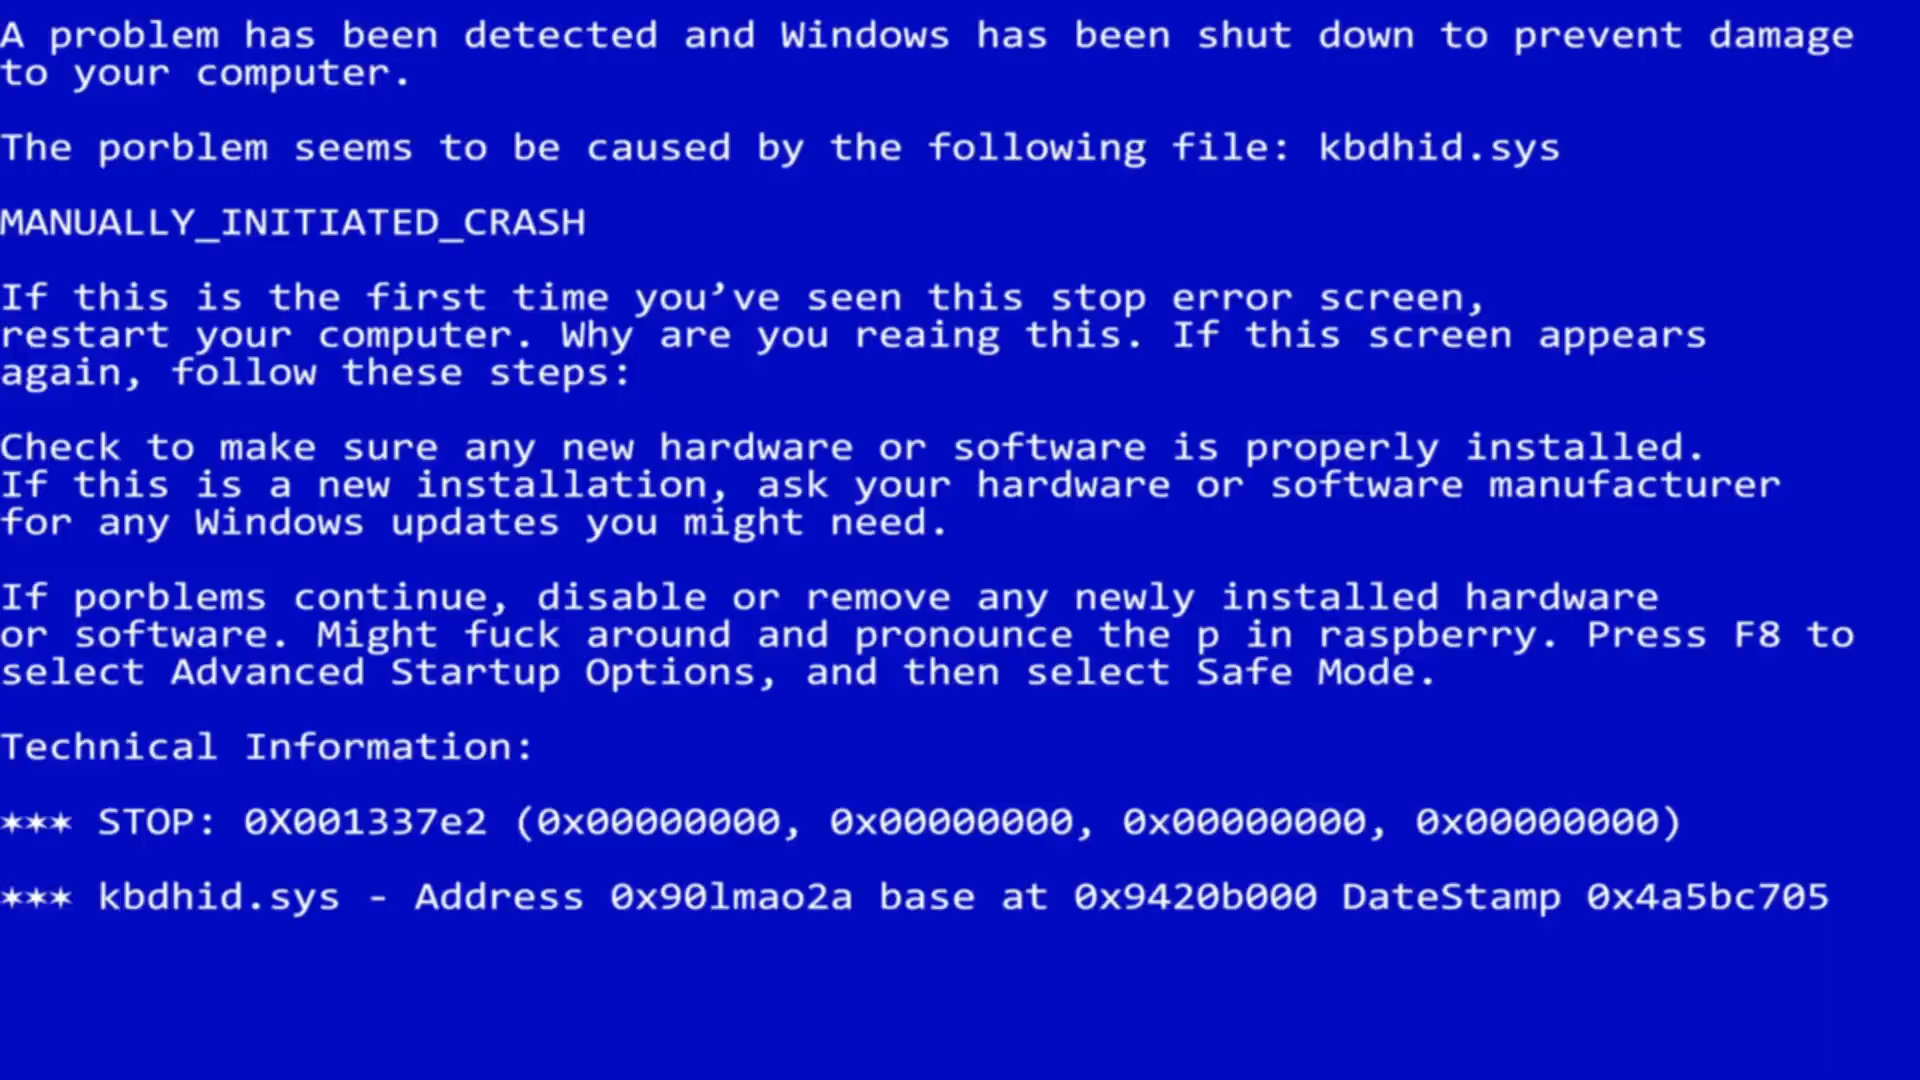 A problem has been detected and Windows has been shut down to prevent damage
to your computer.
The porblem seems to be caused by the following file: kbdhid.sys
MANUALLY_INITIATED_CRASH
If this is the first time you’ve seen this stop error screen,
restart your computer. Why are you reaing this. If this screen appears
again, follow these steps:
Check to make sure any new hardware or software is properly installed.
If this is a new installation, ask your hardware or software manufacturer
for any Windows updates you might need.
If porblems continue, disable or remove any newly installed hardware
or software. Might fuck around and pronounce the p in raspberry. Press F8 to
select Advanced Startup Options, and then select Safe Mode.
Technical Information:
*** STOP: 0X001337e2 (0x00000000, 0x00000000, 0x00000000, 0x00000000)
*** kbdhid.sys - Address 0x90lmao2a base at 0x9420b000 DateStamp 0x4a5bc705